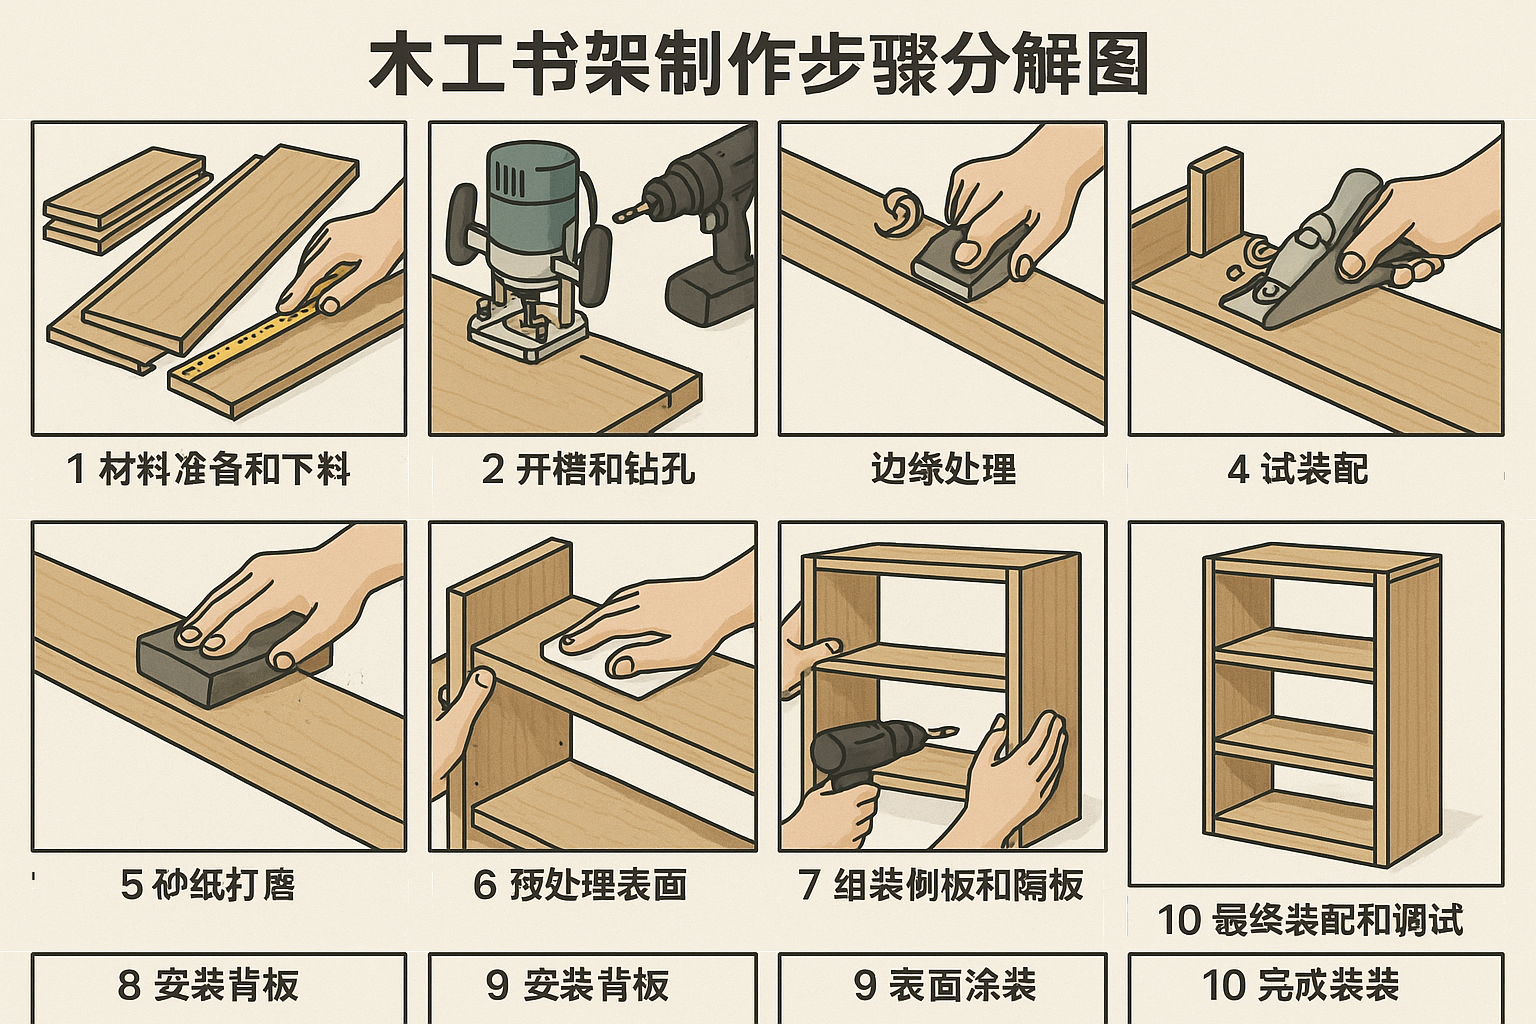 木工书架制作步骤分解图
1 材料准备和下料
2 开槽和钻孔
边缘处理
4 试装配
5 砂纸打磨
6 预处理表面
7 组装侧板和隔板
10 最终装配和调试
8 安装背板
9 安装背板
9 表面涂装
10 完成装装